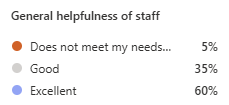 General helpfulness of staff
Does not meet my needs... 5%
Good 35%
Excellent 60%